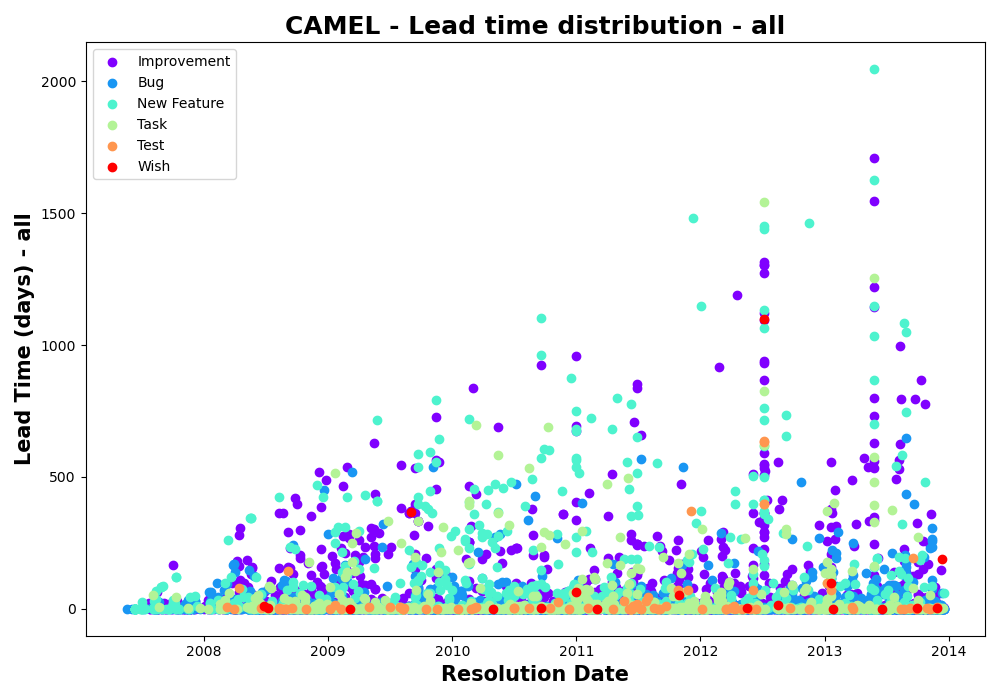 CAMEL - Lead time distribution - all
Improvement
Bug
New Feature
Task
Test
Wish
Lead Time (days) - all
2000
1500
1000
500
0
2008
2009
2010
2011
2012
2013
2014
Resolution Date